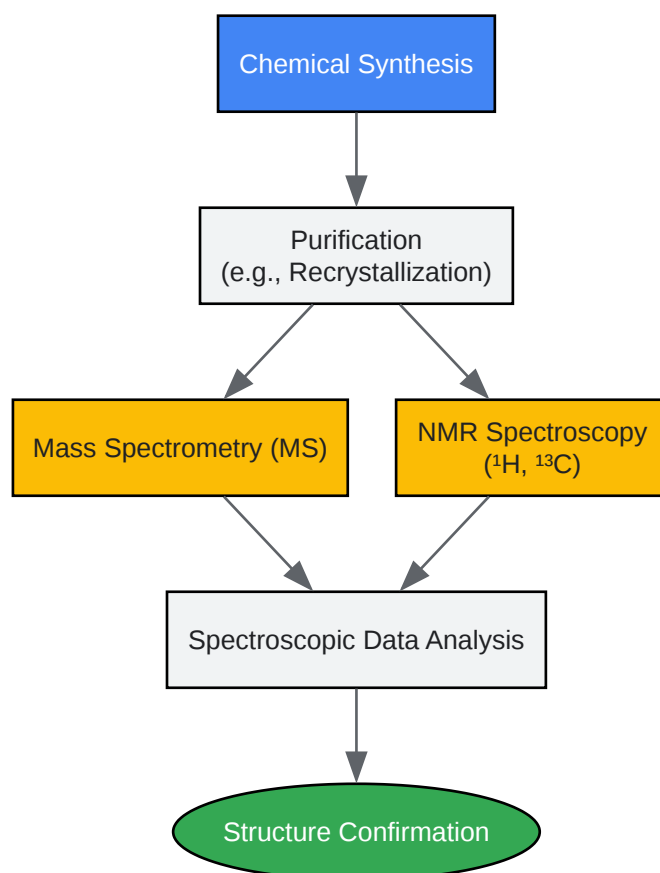 Chemical Synthesis
Purification
(e.g., Recrystallization)
Mass Spectrometry (MS)
NMR Spectroscopy
(¹H, ¹³C)
Spectroscopic Data Analysis
Structure Confirmation